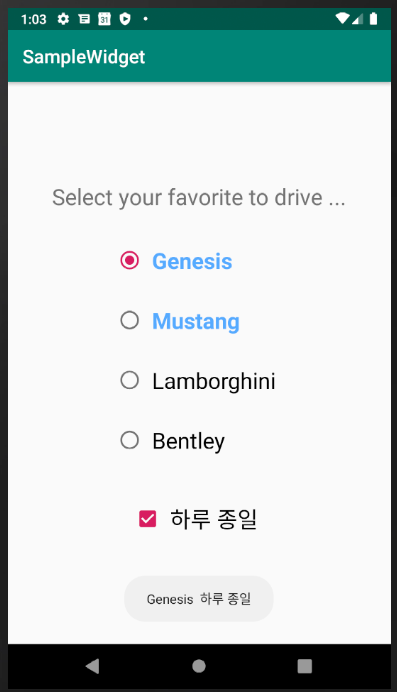 1:03
31
SampleWidget
Select your favorite to drive ...
Genesis
Mustang
Lamborghini
Bentley
하루 종일
Genesis 하루 종일